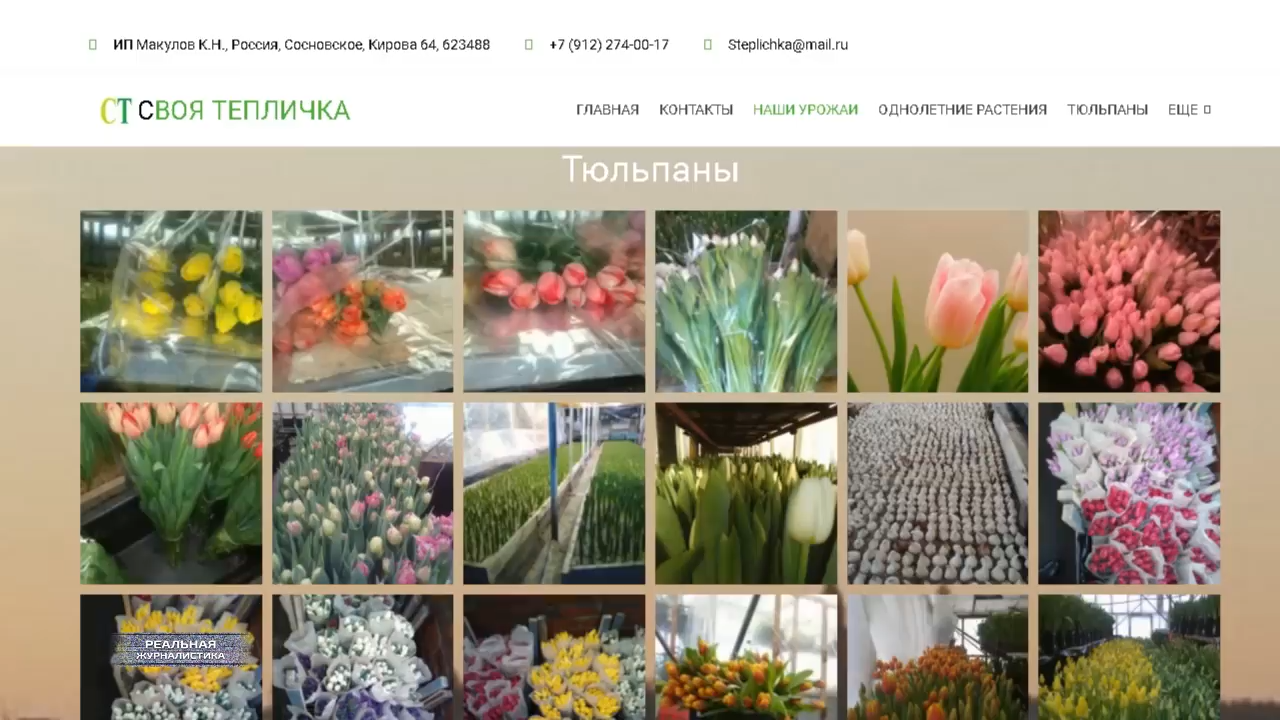 ИП Макулов К.Н., Россия, Сосновское, Кирова 64, 623488
+7 (912) 274-00-17
Steplichka@mail.ru
СТ СВОЯ ТЕПЛИЧКА
ГЛАВНАЯ КОНТАКТЫ НАШИ УРОЖАИ ОДНОЛЕТНИЕ РАСТЕНИЯ ТЮЛЬПАНЫ ЕЩЕ
Тюльпаны
РЕАЛЬНАЯ
ЖУРНАЛИСТИКА